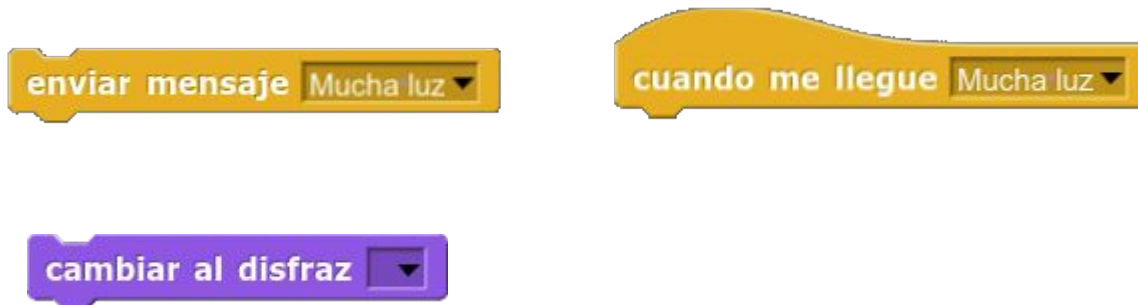 enviar mensaje Mucha luz
cuando me llegue Mucha luz
cambiar al disfraz